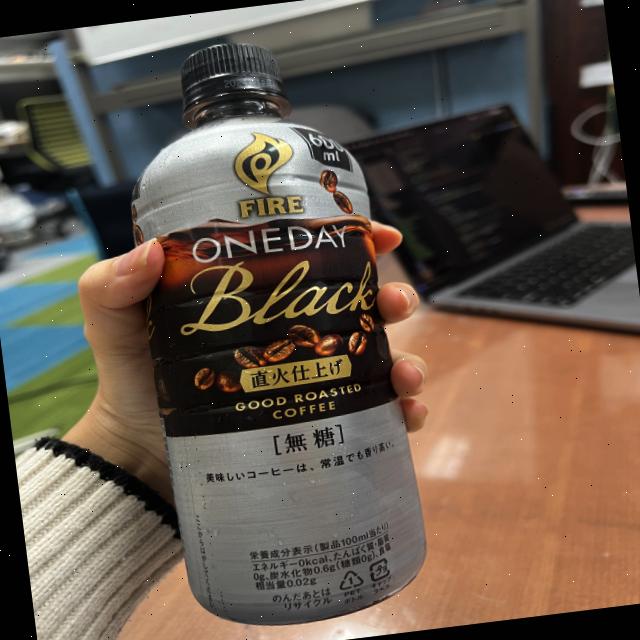 600
ml
FIRE
ONEDAY
Black
直火仕上げ
GOOD ROASTED
COFFEE
[無糖]
美味しいコーヒーは、常温でも香り高い。
栄養成分表示(製品100ml当たり)
エネルギー0kcal、たんぱく質・脂質
0g、炭水化物0.6g(糖類0g)、食塩
相当量0.02g
のんだあとは
リサイクル